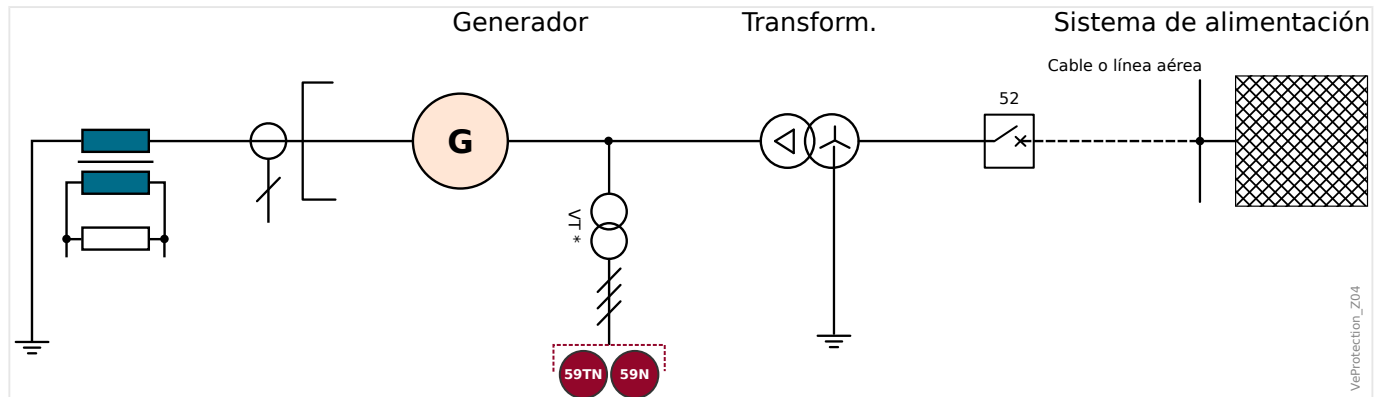 Generador
Transform.
Sistema de alimentación
Cable o línea aérea
52
G
VT *
59TN
59N
VeProtection_Z04